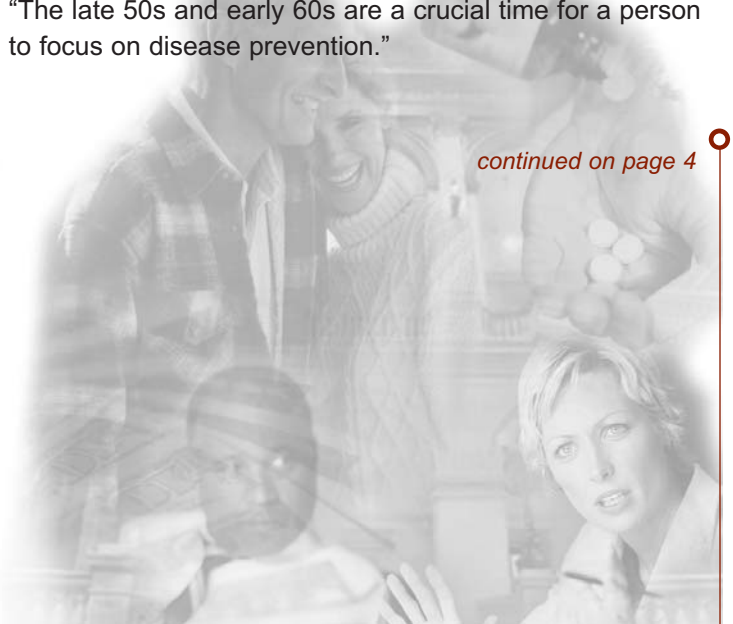 “The late 50s and early 60s are a crucial time for a person
to focus on disease prevention.”
continued on page 4